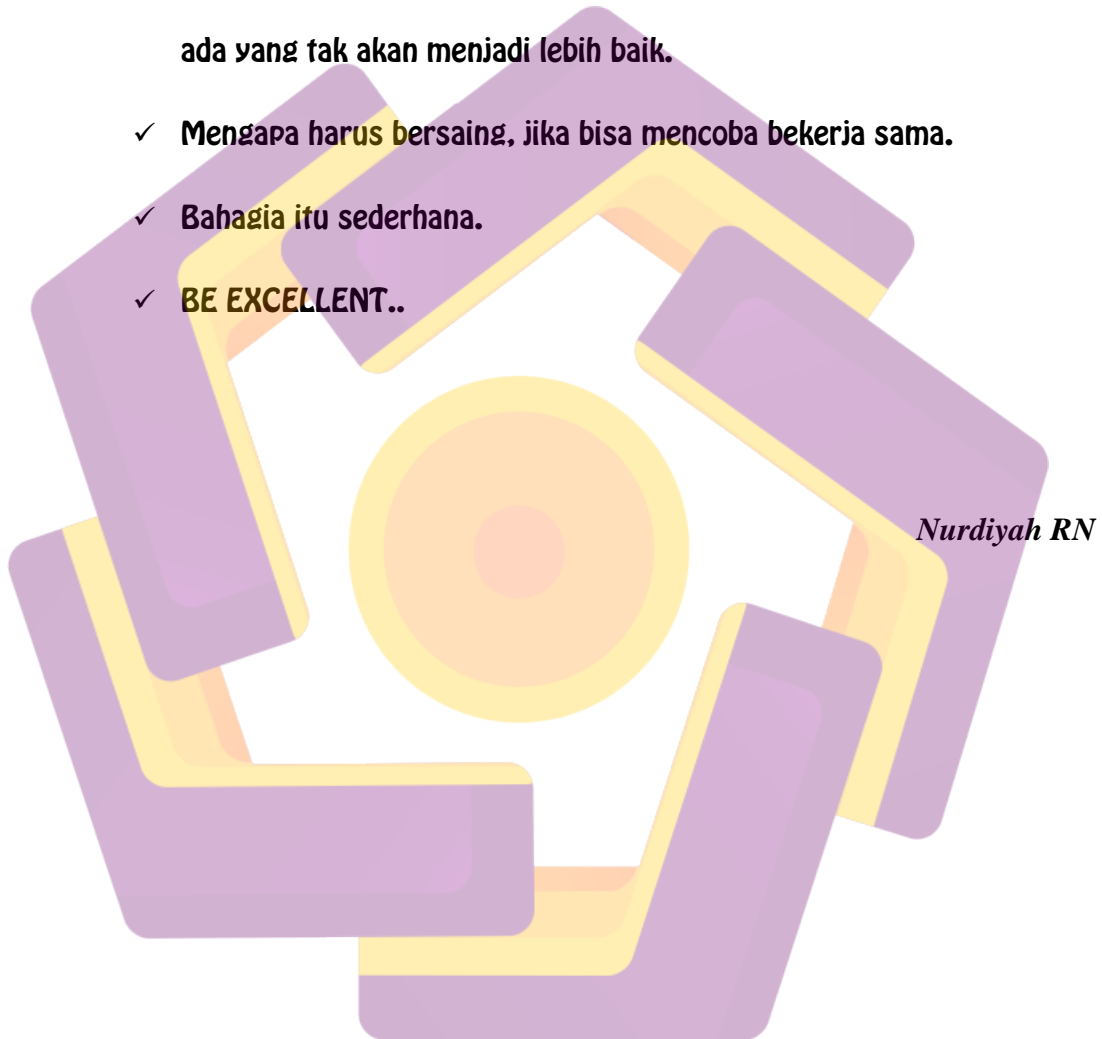 ada yang tak akan menjadi lebih baik.
✓ Mengapa harus bersaing, jika bisa mencoba bekerja sama.
✓ Bahagia itu sederhana.
✓ BE EXCELLENT..
Nurdiyah RN